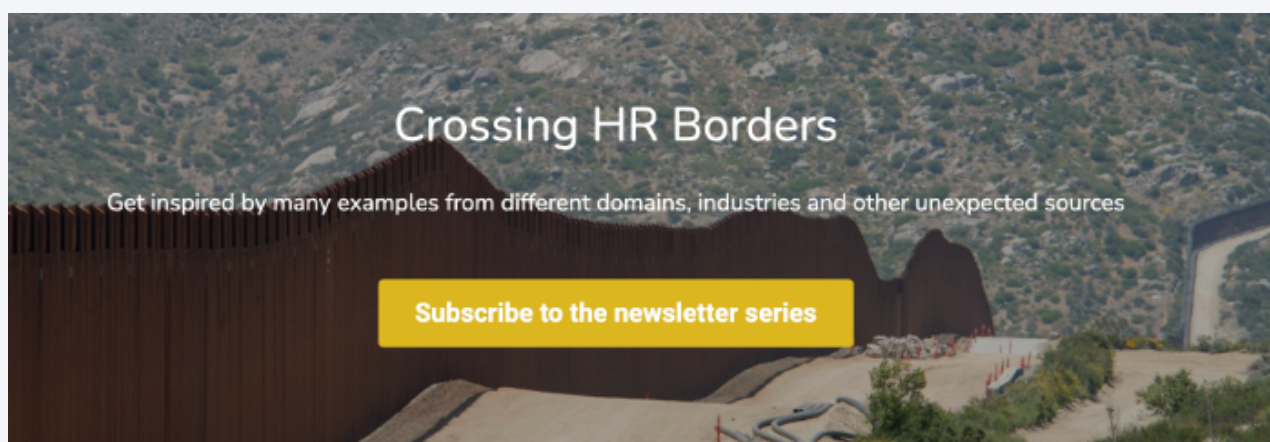 Crossing HR Borders
Get inspired by many examples from different domains, industries and other unexpected sources
Subscribe to the newsletter series